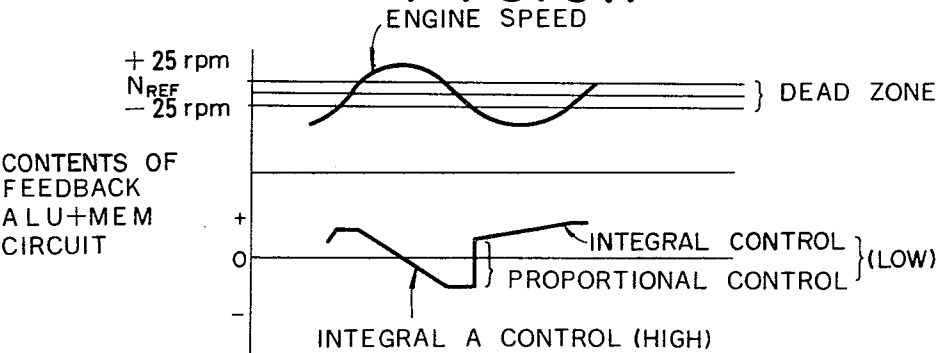 ENGINE SPEED
+ 25 rpm
NREF
− 25 rpm
} DEAD ZONE
CONTENTS OF
FEEDBACK
ALU+MEM
CIRCUIT
+
0
−
INTEGRAL CONTROL
PROPORTIONAL CONTROL
(LOW)
INTEGRAL A CONTROL (HIGH)